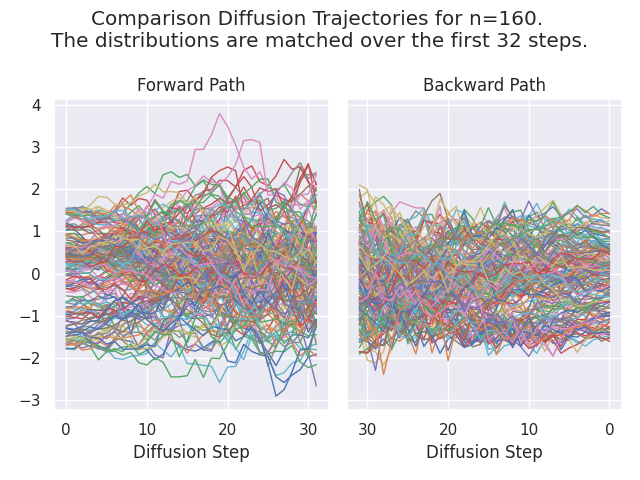 Comparison Diffusion Trajectories for n=160.
The distributions are matched over the first 32 steps.
Forward Path
Backward Path
4
3
2
1
0
−1
−2
−3
0 10 20 30
30 20 10 0
Diffusion Step
Diffusion Step